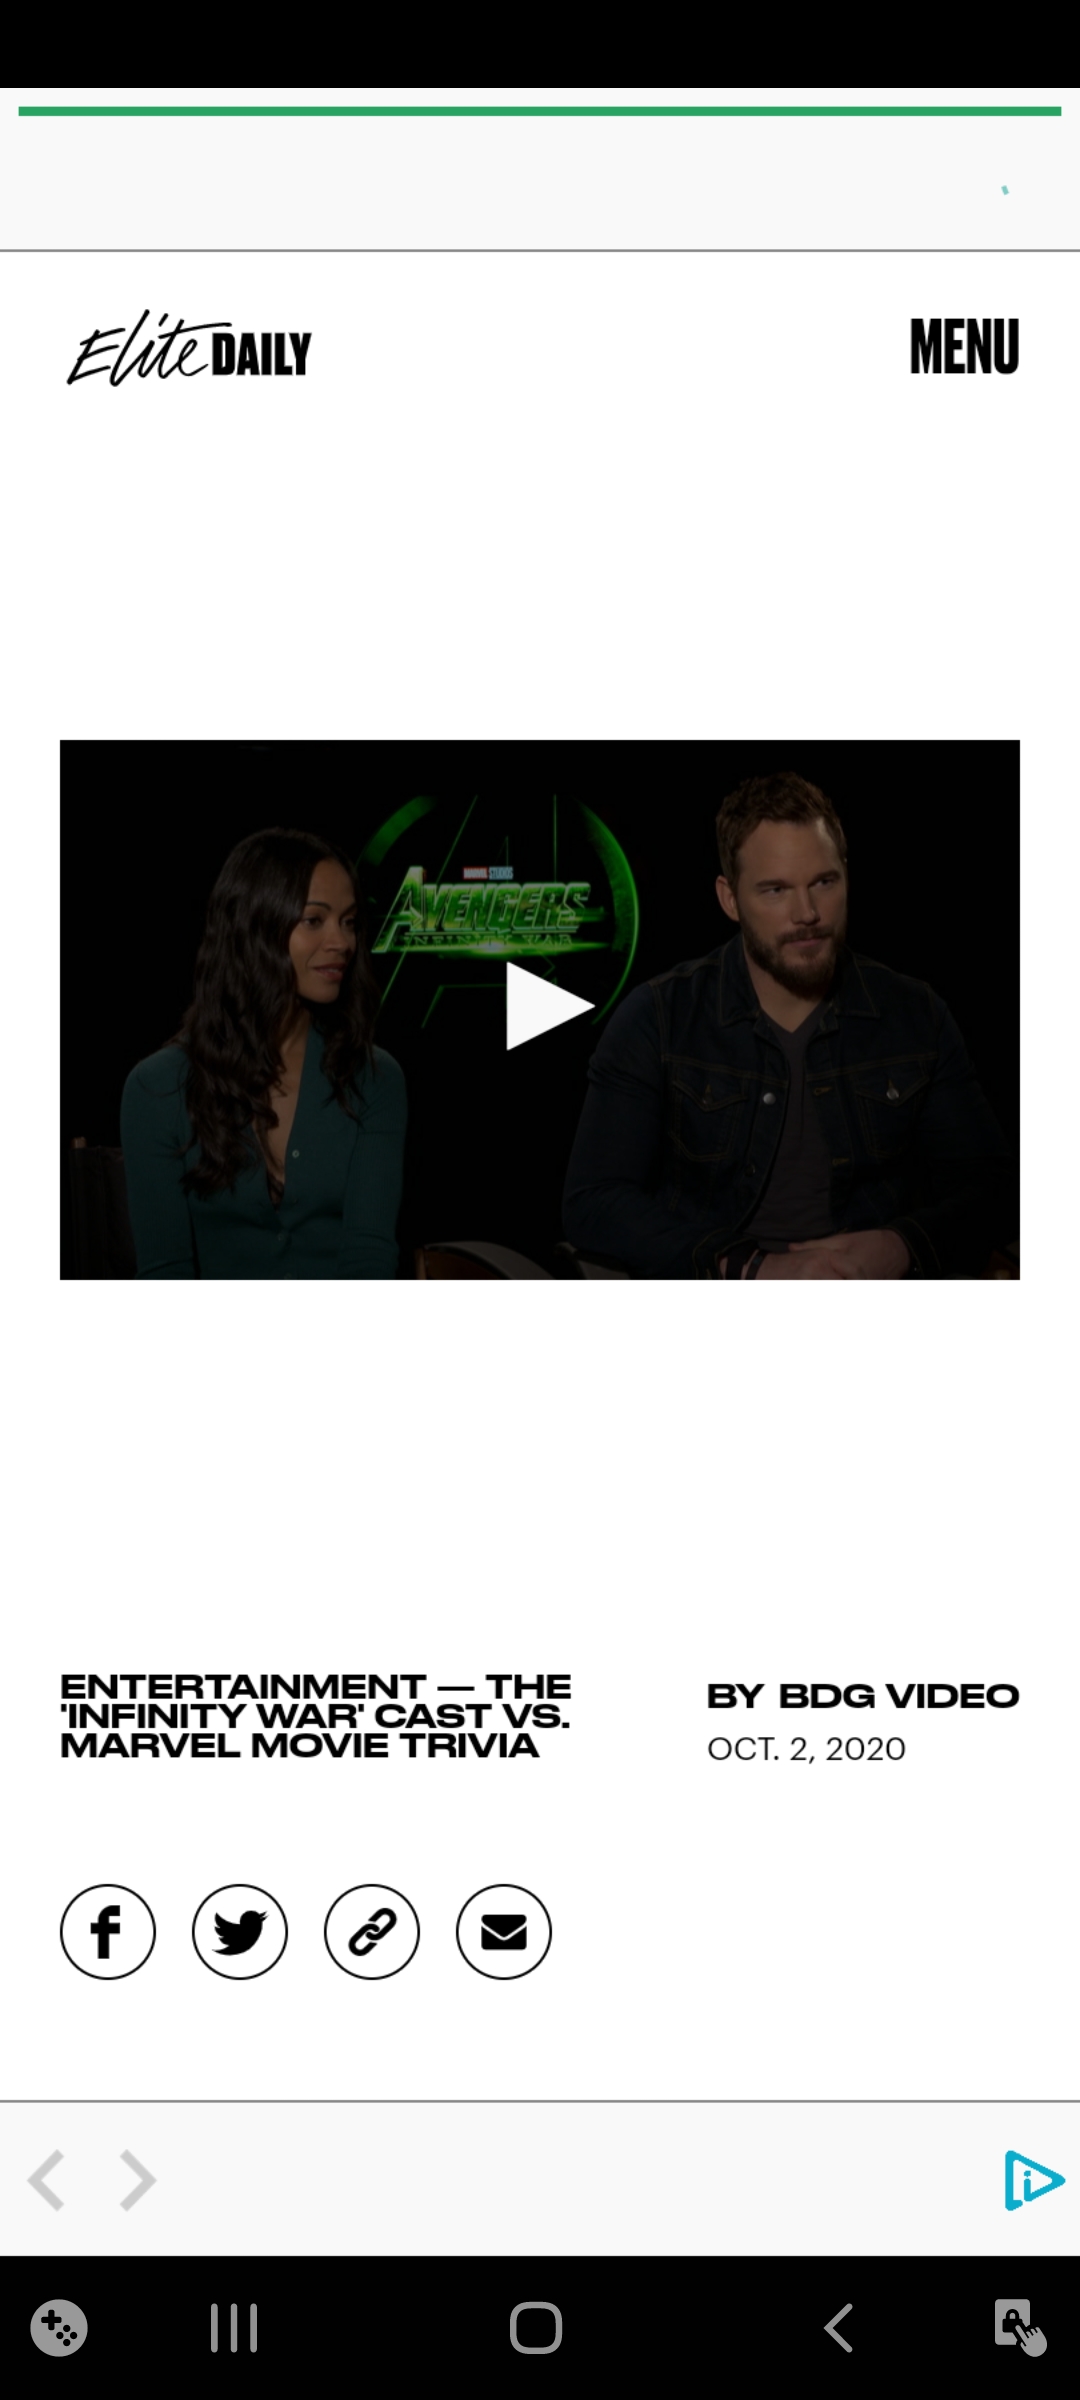 Elite DAILY
MENU
MARVEL STUDIOS
AVENGERS
INFINITY WAR
ENTERTAINMENT — THE
'INFINITY WAR' CAST VS.
MARVEL MOVIE TRIVIA
BY BDG VIDEO
OCT. 2, 2020